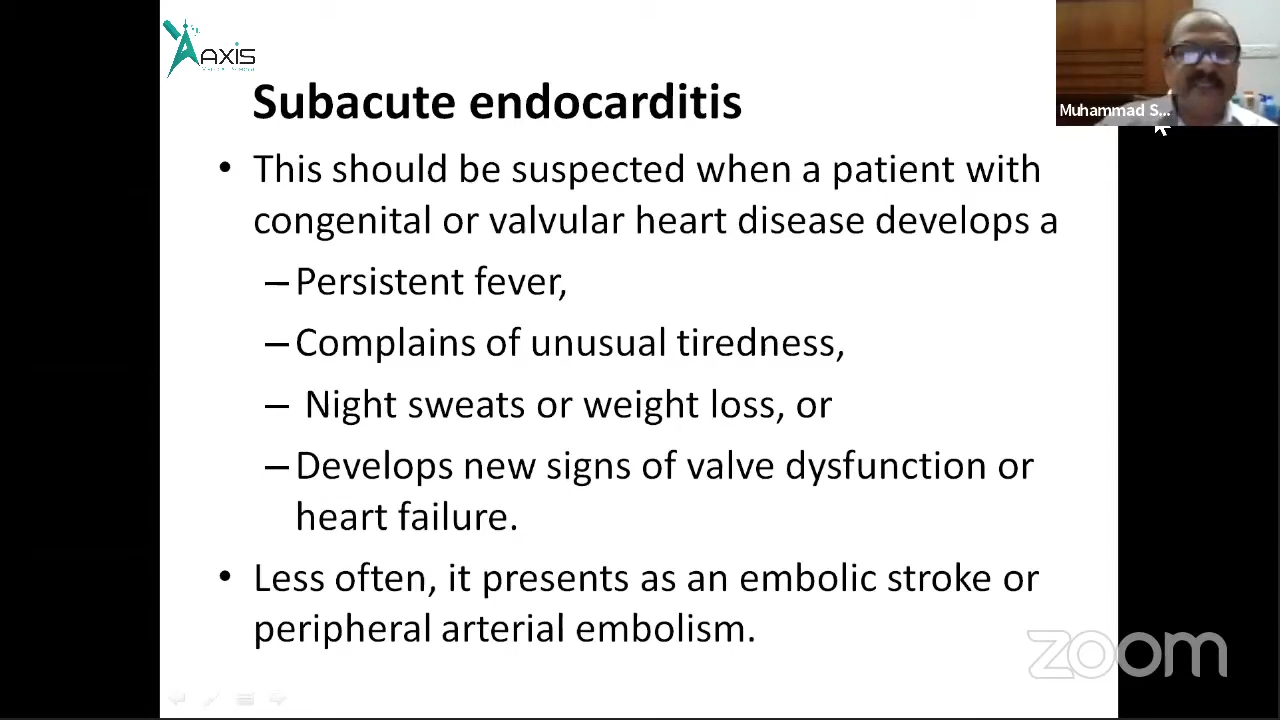 AXIS
Subacute endocarditis
Muhammad S...
• This should be suspected when a patient with
congenital or valvular heart disease develops a
– Persistent fever,
– Complains of unusual tiredness,
– Night sweats or weight loss, or
– Develops new signs of valve dysfunction or
heart failure.
• Less often, it presents as an embolic stroke or
peripheral arterial embolism.
zoom